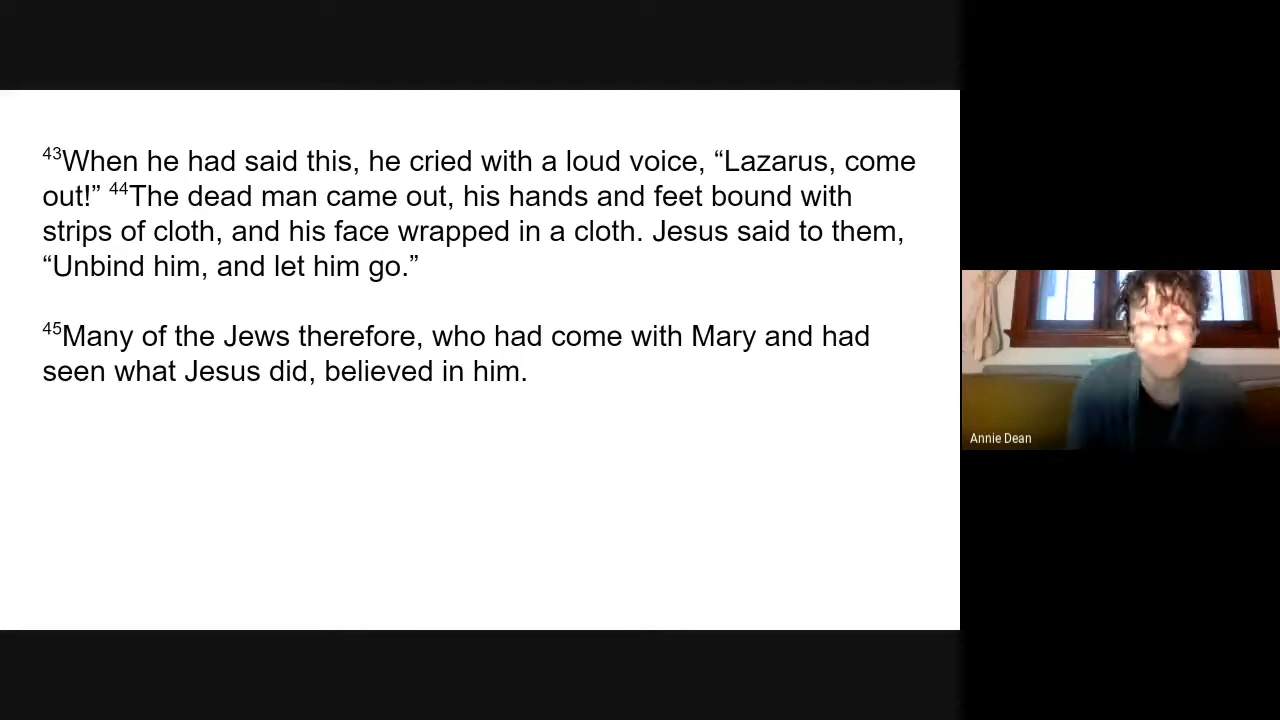 ⁴³When he had said this, he cried with a loud voice, “Lazarus, come
out!” ⁴⁴The dead man came out, his hands and feet bound with
strips of cloth, and his face wrapped in a cloth. Jesus said to them,
“Unbind him, and let him go.”
⁴⁵Many of the Jews therefore, who had come with Mary and had
seen what Jesus did, believed in him.
Annie Dean